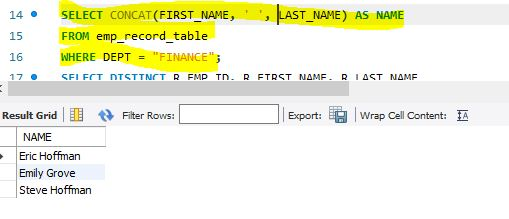 14 SELECT CONCAT(FIRST_NAME, ' ', LAST_NAME) AS NAME
15 FROM emp_record_table
16 WHERE DEPT = "FINANCE";
17 SELECT DISTINCT R.EMP_ID, R.FIRST_NAME, R.LAST_NAME
Result Grid Filter Rows: Export: Wrap Cell Content: IA
NAME
Eric Hoffman
Emily Grove
Steve Hoffman